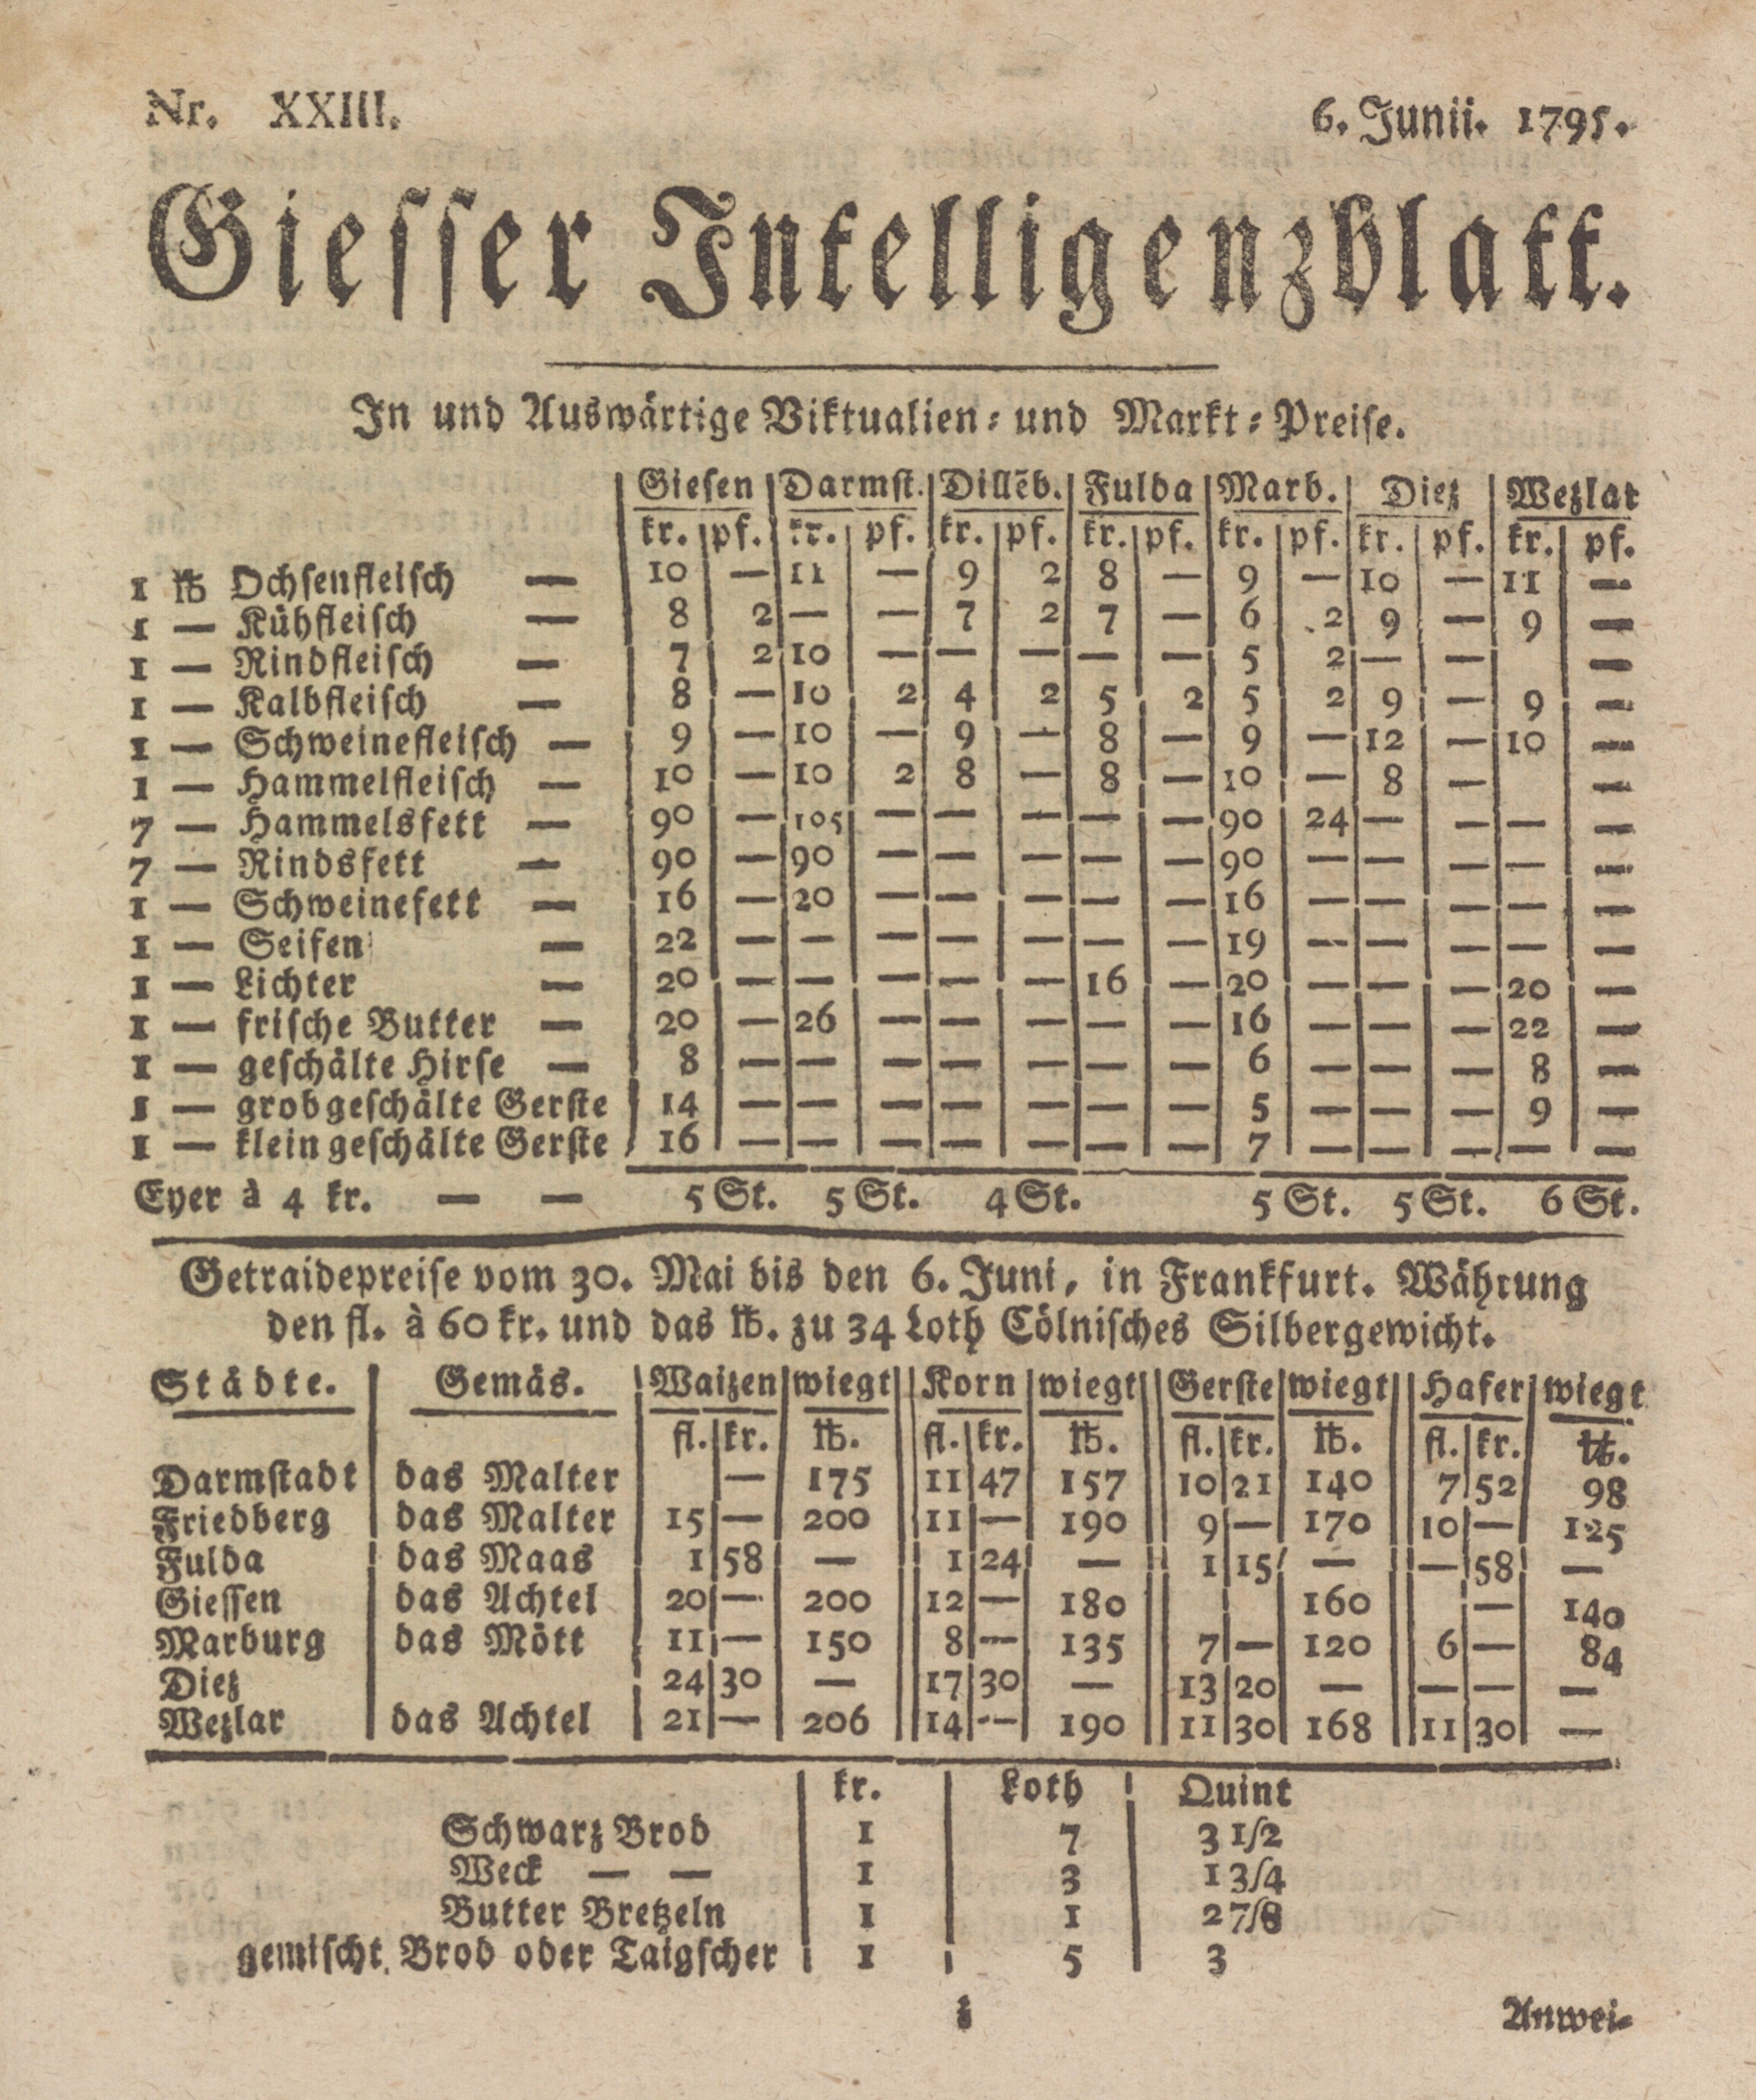 Nr. XXIII. 6. Junii. 1795.
Giesser Intelligenzblatt.
In und Auswärtige Viktualien- und Markt-Preise.
Giesen Darmst. Dillēb. Fulda Marb. Diez Wezlar
kr. pf. kr. pf. kr. pf. kr. pf. kr. pf. kr. pf. kr. pf.
1 ℔ Ochsenfleisch — 10 — 11 — 9 2 8 — 9 — 10 — 11 —
1 — Kühfleisch — 8 2 — — 7 2 7 — 6 2 9 — 9 —
1 — Rindfleisch — 7 2 10 — — — — — 5 2 — — —
1 — Kalbfleisch — 8 — 10 2 4 2 5 2 5 2 9 — 9 —
1 — Schweinefleisch — 9 — 10 — 9 — 8 — 9 — 12 — 10 —
1 — Hammelfleisch — 10 — 10 2 8 — 8 — 10 — 8 — —
7 — Hammelsfett — 90 — 105 — — — — — 90 24 — — — —
7 — Rindsfett — 90 — 90 — — — — — 90 — — — — —
1 — Schweinefett — 16 — 20 — — — — — 16 — — — — —
1 — Seifen — 22 — — — — — — — 19 — — — — —
1 — Lichter — 20 — — — — — 16 — 20 — — — 20 —
1 — frische Butter — 20 — 26 — — — — — 16 — — — 22 —
1 — geschälte Hirse — 8 — — — — — — — 6 — — — 8 —
1 — grob geschälte Gerste 14 — — — — — — — 5 — — — 9 —
1 — klein geschälte Gerste 16 — — — — — — — 7 — — — — —
Eyer à 4 kr. — — 5 St. 5 St. 4 St. 5 St. 5 St. 6 St.
Getraidepreise vom 30. Mai bis den 6. Juni, in Frankfurt. Währung
den fl. à 60 kr. und das ℔. zu 34 Loth Cölnisches Silbergewicht.
Städte. Gemäs. Waizen wiegt Korn wiegt Gerste wiegt Hafer wiegt
fl. kr. ℔. fl. kr. ℔. fl. kr. ℔. fl. kr. ℔.
Darmstadt das Malter — 175 11 47 157 10 21 140 7 52 98
Friedberg das Malter 15 — 200 11 — 190 9 — 170 10 — 125
Fulda das Maas 1 58 — 1 24 — 1 15 — — 58 —
Giessen das Achtel 20 — 200 12 — 180 160 — 140
Marburg das Mött 11 — 150 8 — 135 7 — 120 6 — 84
Diez 24 30 — 17 30 — 13 20 — — — —
Wezlar das Achtel 21 — 206 14 — 190 11 30 168 11 30 —
kr. Loth Quint
Schwarz Brod 1 7 3 1/2
Weck — — 1 3 1 3/4
Butter Bretzeln 1 1 2 7/8
gemischt Brod oder Taigscher 1 5 3
Anwei-